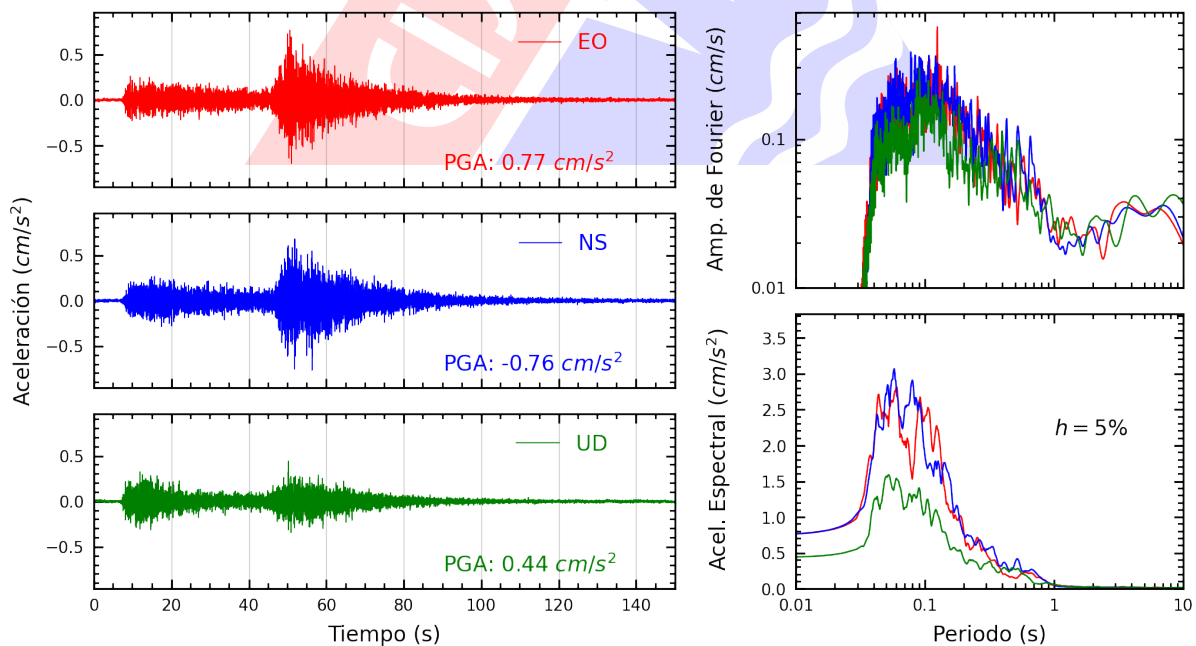 Aceleración (cm/s²)
0.5
0.0
−0.5
EO
PGA: 0.77 cm/s²
0.5
0.0
−0.5
NS
PGA: -0.76 cm/s²
0.5
0.0
−0.5
UD
PGA: 0.44 cm/s²
0 20 40 60 80 100 120 140
Tiempo (s)
Amp. de Fourier (cm/s)
0.1
0.01
Acel. Espectral (cm/s²)
3.5
3.0
2.5
2.0
1.5
1.0
0.5
0.0
h = 5%
0.01 0.1 1 10
Periodo (s)